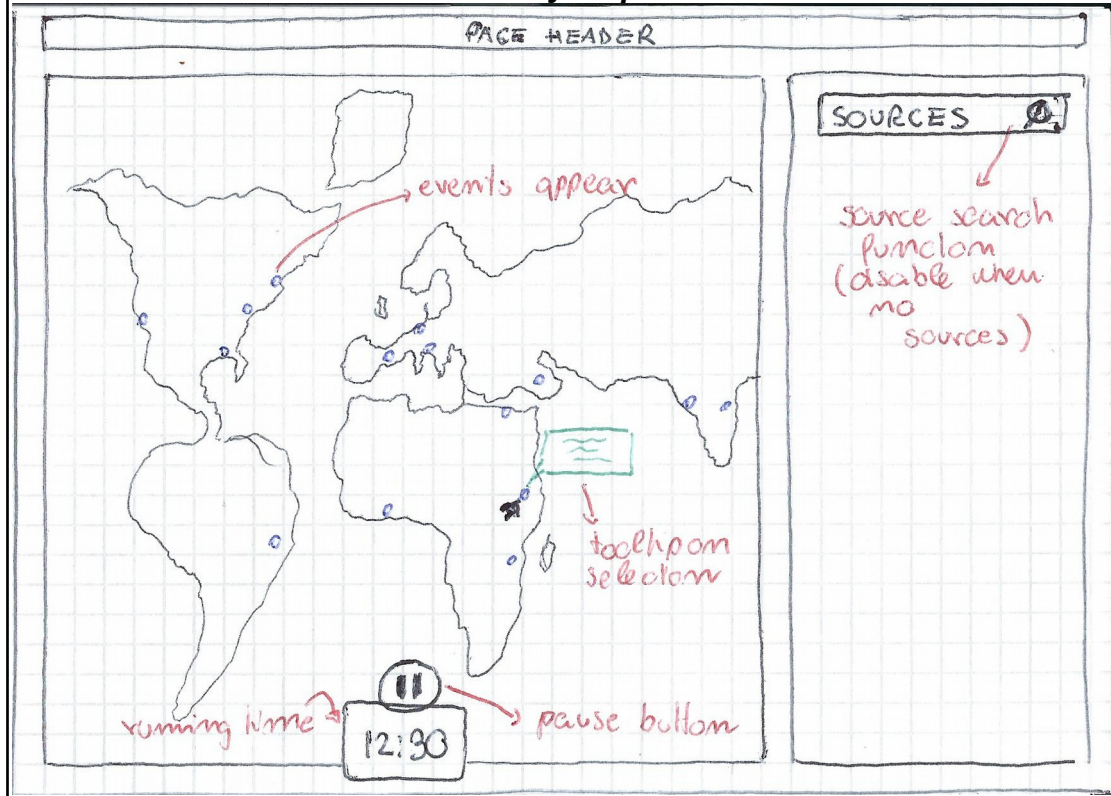 PAGE HEADER
SOURCES
events appear
source search
function
(disable when
no
sources)
tooltip on
selection
running time
pause button
12:30